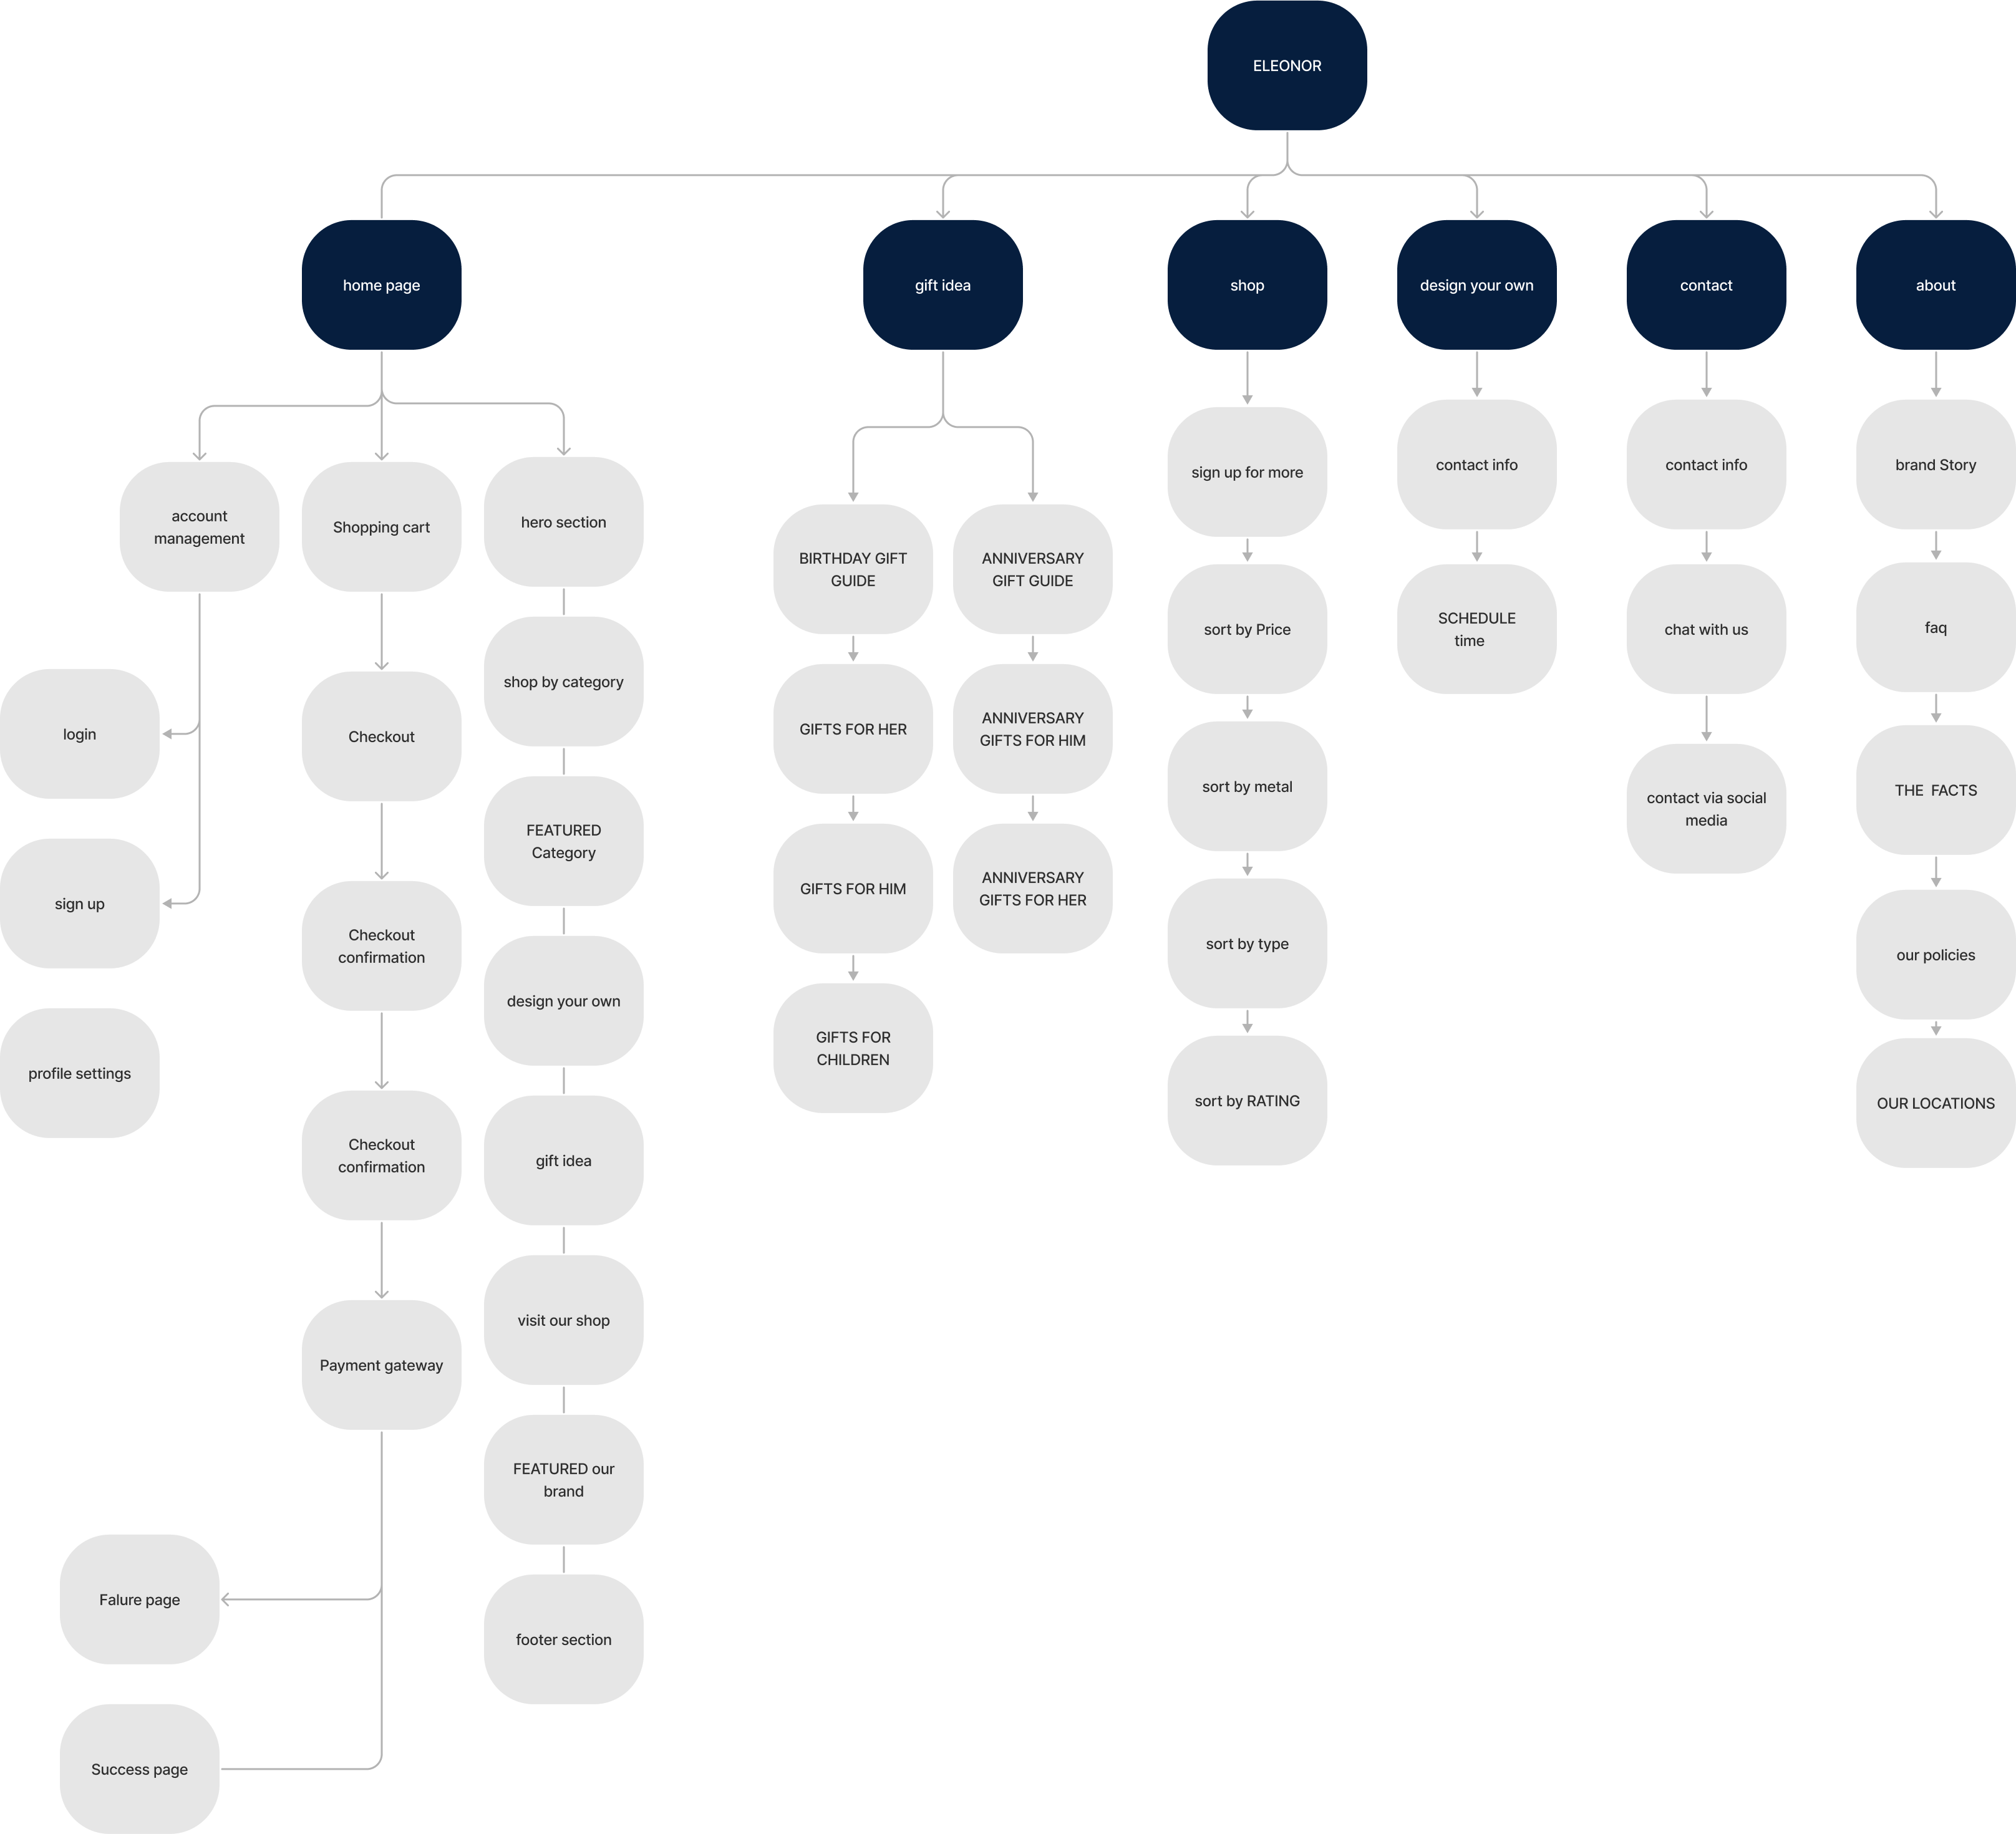 ELEONOR
home page
gift idea
shop
design your own
contact
about
account
management
login
sign up
profile settings
Shopping cart
Checkout
Checkout
confirmation
Checkout
confirmation
Payment gateway
Falure page
Success page
hero section
shop by category
FEATURED
Category
design your own
gift idea
visit our shop
FEATURED our
brand
footer section
BIRTHDAY GIFT
GUIDE
GIFTS FOR HER
GIFTS FOR HIM
GIFTS FOR
CHILDREN
ANNIVERSARY
GIFT GUIDE
ANNIVERSARY
GIFTS FOR HIM
ANNIVERSARY
GIFTS FOR HER
sign up for more
sort by Price
sort by metal
sort by type
sort by RATING
contact info
SCHEDULE
time
contact info
chat with us
contact via social
media
brand Story
faq
THE  FACTS
our policies
OUR LOCATIONS